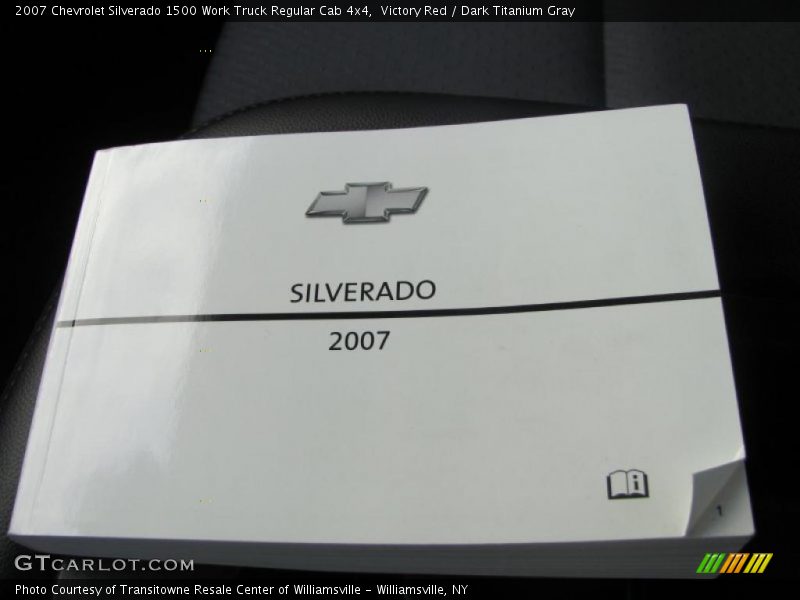 2007 Chevrolet Silverado 1500 Work Truck Regular Cab 4x4, Victory Red / Dark Titanium Gray
SILVERADO
2007
i
1
GTCARLOT.COM
Photo Courtesy of Transitowne Resale Center of Williamsville - Williamsville, NY